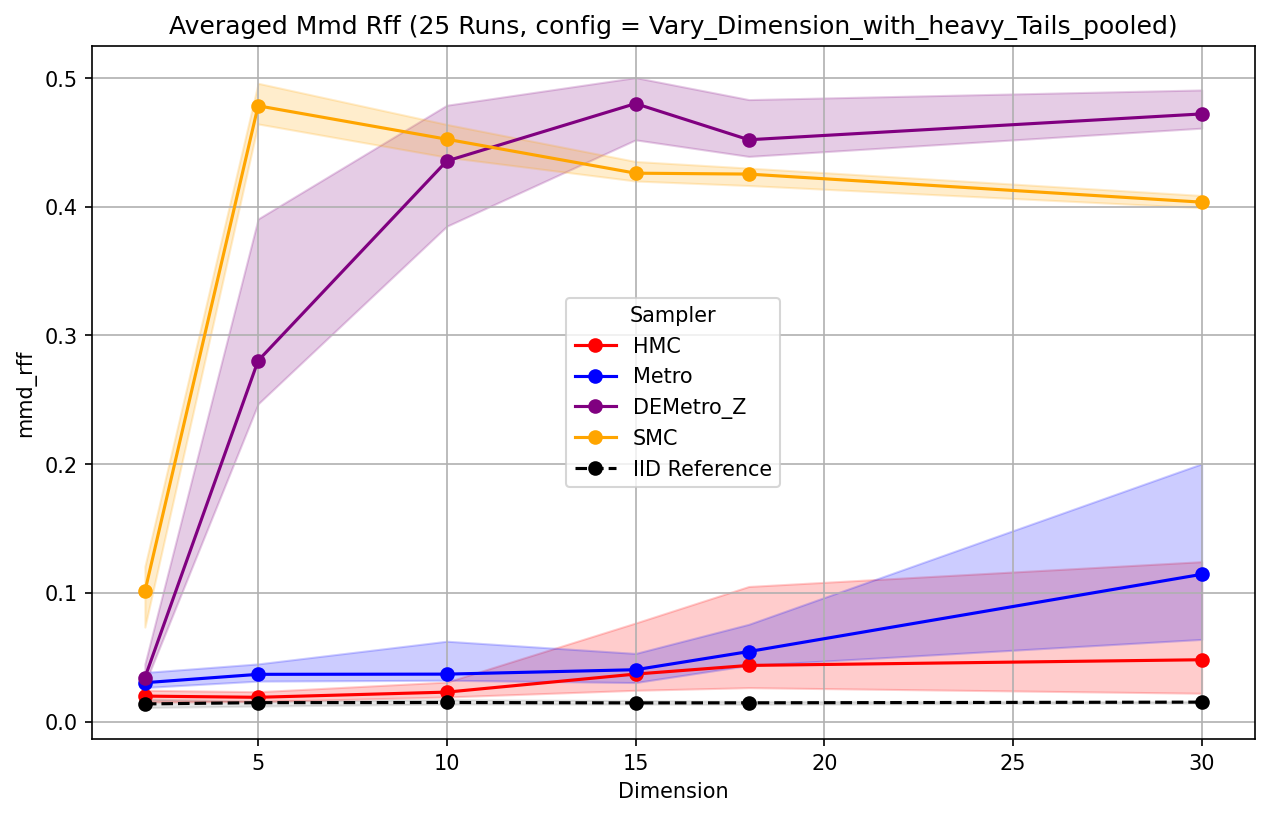 Averaged Mmd Rff (25 Runs, config = Vary_Dimension_with_heavy_Tails_pooled)
0.5
0.4
0.3
0.2
0.1
0.0
mmd_rff
Sampler
HMC
Metro
DEMetro_Z
SMC
IID Reference
5
10
15
20
25
30
Dimension